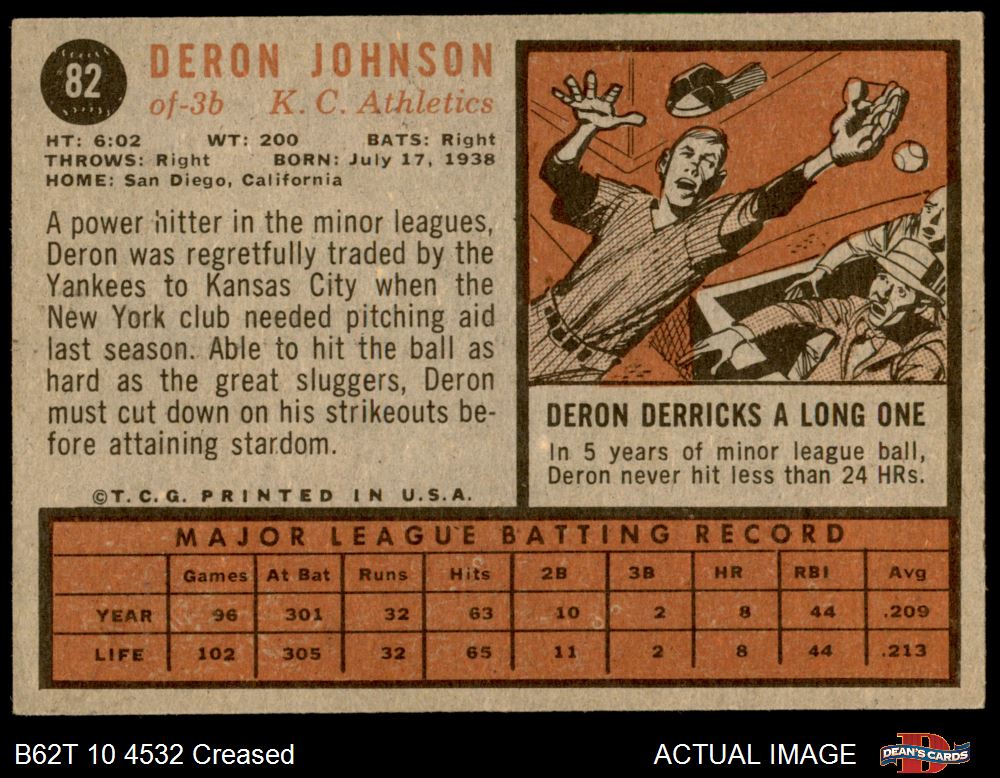 82
DERON JOHNSON
of-3b K. C. Athletics
HT: 6:02 WT: 200 BATS: Right
THROWS: Right BORN: July 17, 1938
HOME: San Diego, California
A power hitter in the minor leagues,
Deron was regretfully traded by the
Yankees to Kansas City when the
New York club needed pitching aid
last season. Able to hit the ball as
hard as the great sluggers, Deron
must cut down on his strikeouts be-
fore attaining stardom.
©T.C.G. PRINTED IN U.S.A.
DERON DERRICKS A LONG ONE
In 5 years of minor league ball,
Deron never hit less than 24 HRs.
MAJOR LEAGUE BATTING RECORD
Games At Bat Runs Hits 2B 3B HR RBI Avg
YEAR 96 301 32 63 10 2 8 44 .209
LIFE 102 305 32 65 11 2 8 44 .213
B62T 10 4532 Creased
ACTUAL IMAGE
DEAN'S CARDS